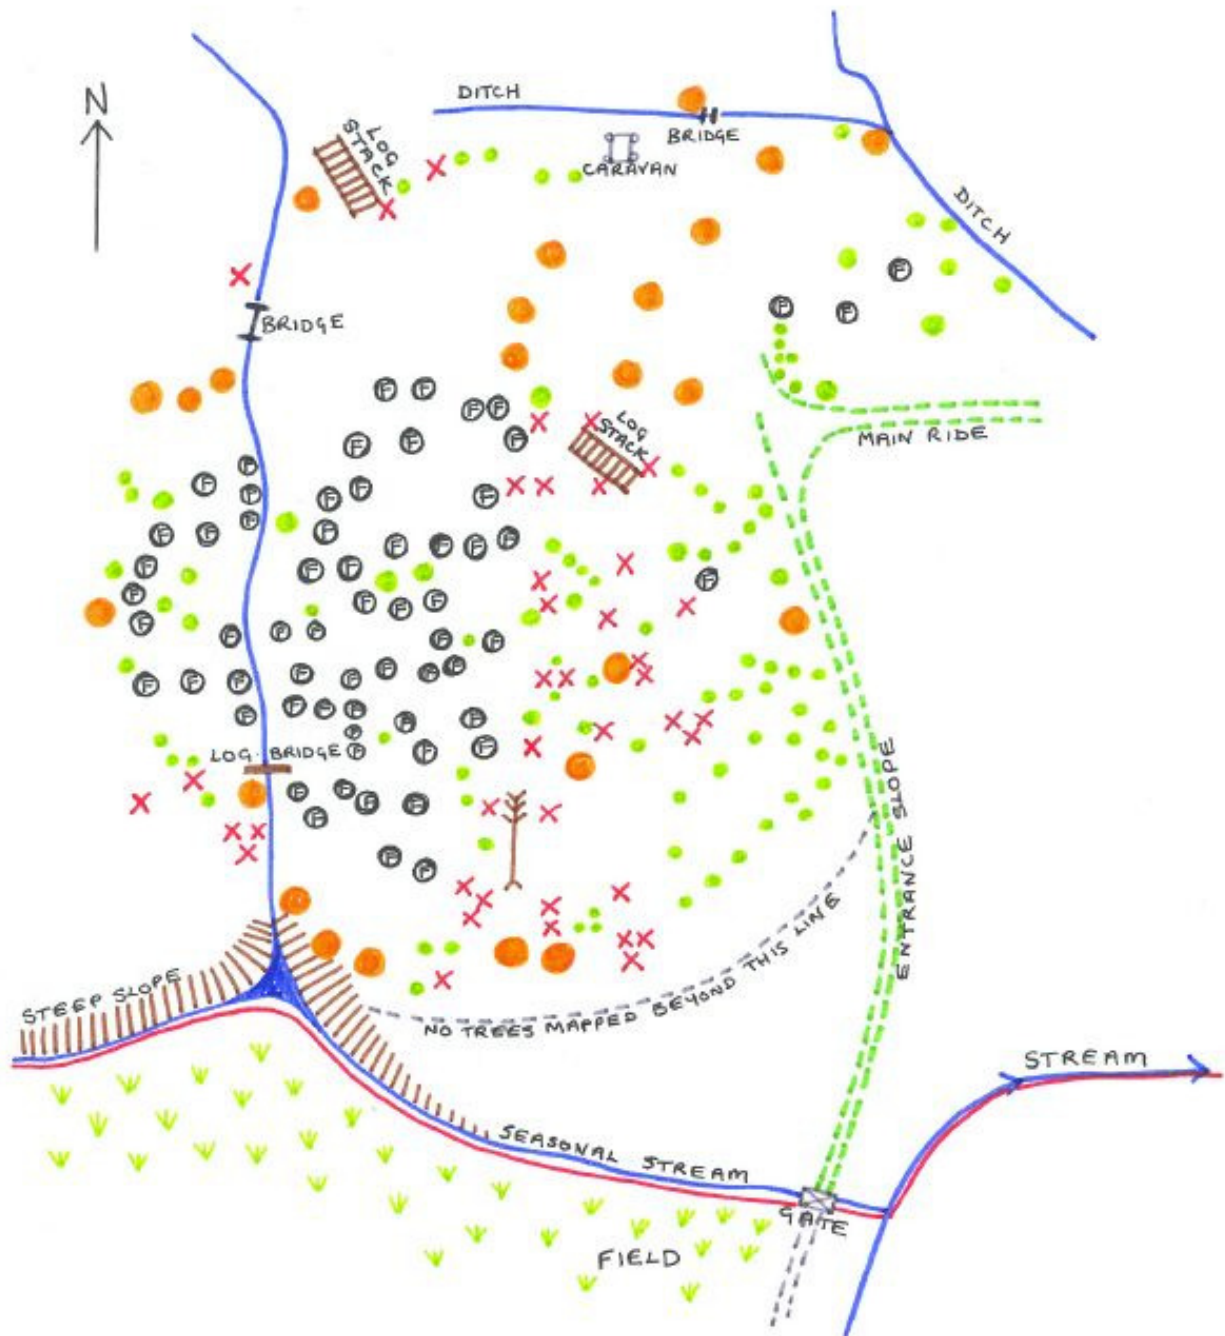 N
DITCH
LOG
STACK
BRIDGE
CARAVAN
DITCH
BRIDGE
LOG
STACK
MAIN RIDE
LOG BRIDGE
ENTRANCE SLOPE
STEEP SLOPE
NO TREES MAPPED BEYOND THIS LINE
STREAM
SEASONAL STREAM
GATE
FIELD